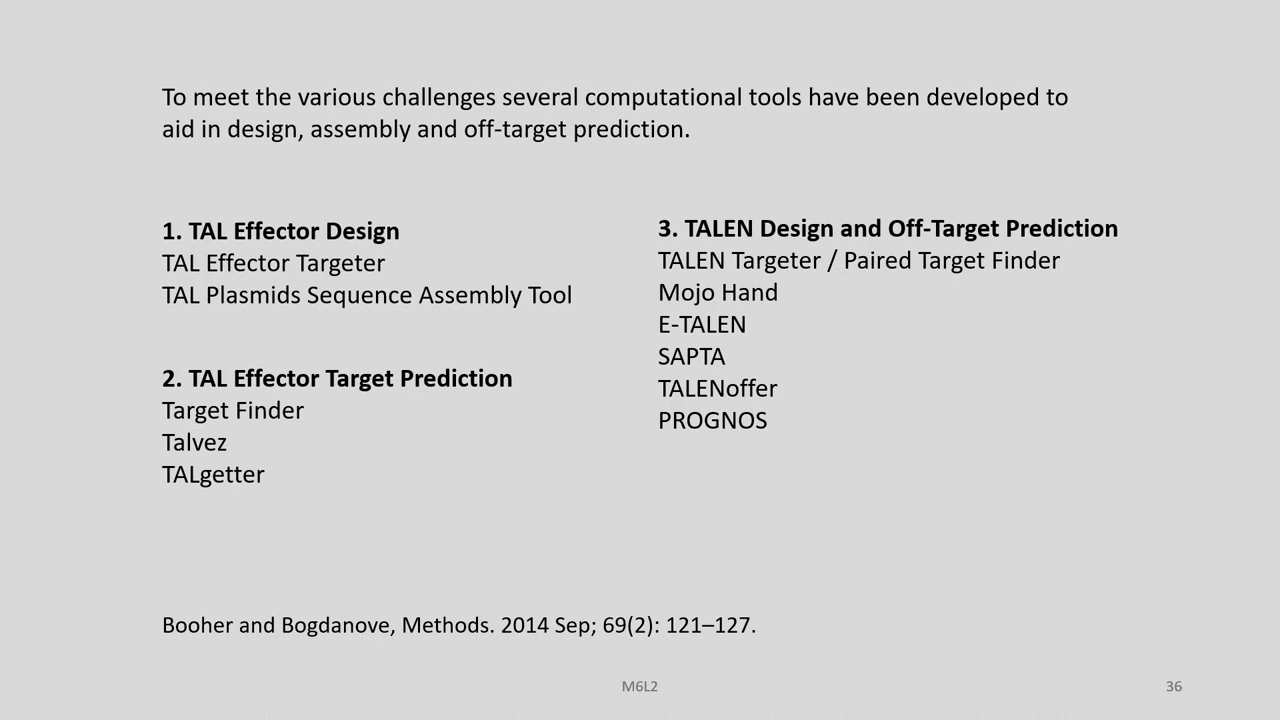 To meet the various challenges several computational tools have been developed to
aid in design, assembly and off-target prediction.
1. TAL Effector Design
TAL Effector Targeter
TAL Plasmids Sequence Assembly Tool
2. TAL Effector Target Prediction
Target Finder
Talvez
TALgetter
3. TALEN Design and Off-Target Prediction
TALEN Targeter / Paired Target Finder
Mojo Hand
E-TALEN
SAPTA
TALENoffer
PROGNOS
Booher and Bogdanove, Methods. 2014 Sep; 69(2): 121–127.
M6L2
36